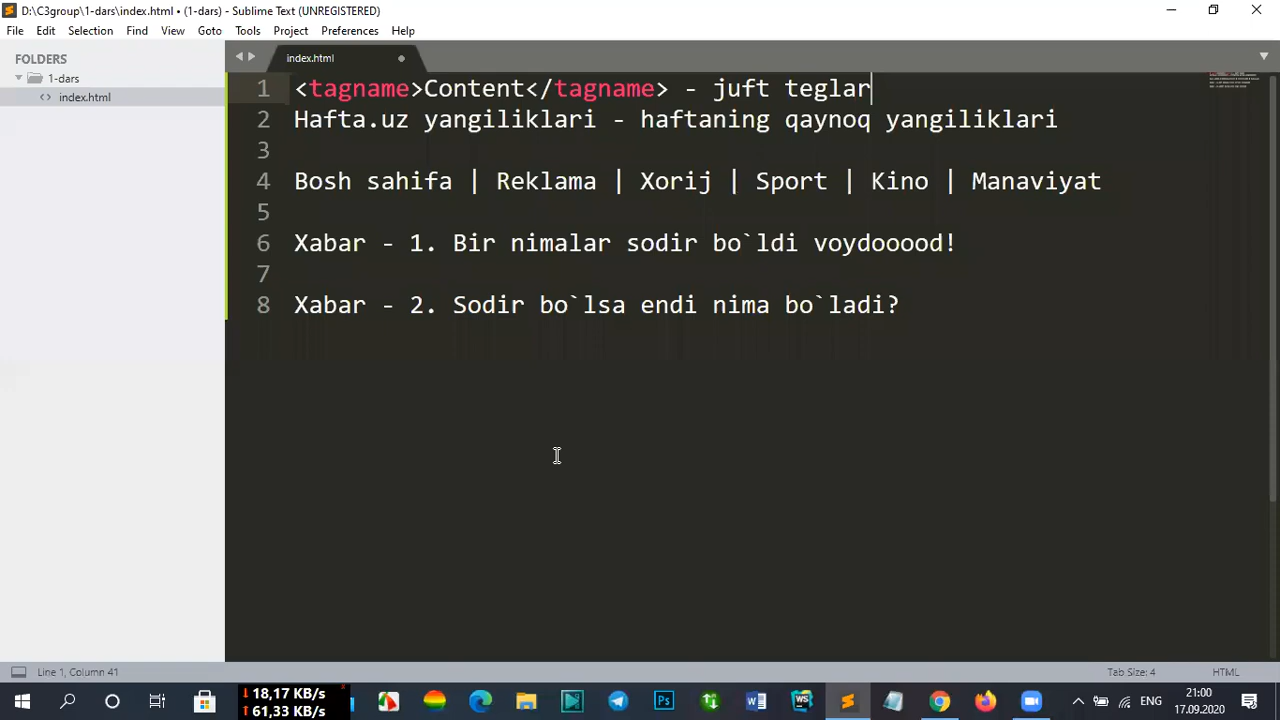 D:\C3group\1-dars\index.html • (1-dars) - Sublime Text (UNREGISTERED)
File Edit Selection Find View Goto Tools Project Preferences Help
FOLDERS
1-dars
<> index.html
index.html
1 <tagname>Content</tagname> - juft teglar
2 Hafta.uz yangiliklari - haftaning qaynoq yangiliklari
3
4 Bosh sahifa | Reklama | Xorij | Sport | Kino | Manaviyat
5
6 Xabar - 1. Bir nimalar sodir bo`ldi voydooood!
7
8 Xabar - 2. Sodir bo`lsa endi nima bo`ladi?
Line 1, Column 41
Tab Size: 4
HTML
18,17 KB/s
61,33 KB/s
Ps
W
WS
ENG
21:00
17.09.2020